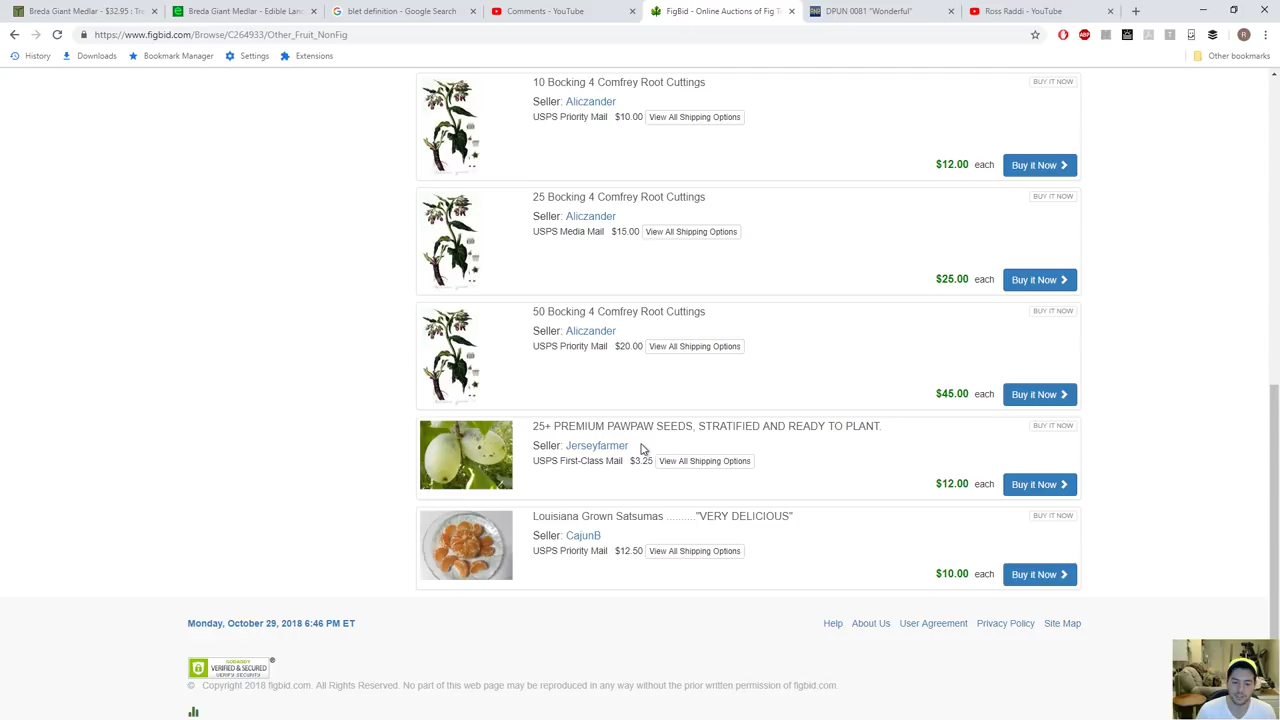 Breda Giant Medlar - $32.95 : Tro
Breda Giant Medlar - Edible Land
blet definition - Google Search
Comments - YouTube
FigBid - Online Auctions of Fig T
DPUN 0081 "Wonderful"
Ross Raddi - YouTube
https://www.figbid.com/Browse/C264933/Other_Fruit_NonFig
History
Downloads
Bookmark Manager
Settings
Extensions
Other bookmarks
10 Bocking 4 Comfrey Root Cuttings
BUY IT NOW
Seller: Aliczander
USPS Priority Mail $10.00 View All Shipping Options
$12.00 each Buy it Now
25 Bocking 4 Comfrey Root Cuttings
BUY IT NOW
Seller: Aliczander
USPS Media Mail $15.00 View All Shipping Options
$25.00 each Buy it Now
50 Bocking 4 Comfrey Root Cuttings
BUY IT NOW
Seller: Aliczander
USPS Priority Mail $20.00 View All Shipping Options
$45.00 each Buy it Now
25+ PREMIUM PAWPAW SEEDS, STRATIFIED AND READY TO PLANT.
BUY IT NOW
Seller: Jerseyfarmer
USPS First-Class Mail $3.25 View All Shipping Options
$12.00 each Buy it Now
Louisiana Grown Satsumas .........."VERY DELICIOUS"
BUY IT NOW
Seller: CajunB
USPS Priority Mail $12.50 View All Shipping Options
$10.00 each Buy it Now
Monday, October 29, 2018 6:46 PM ET
Help About Us User Agreement Privacy Policy Site Map
GODADDY
VERIFIED & SECURED
VERIFY SECURITY
© Copyright 2018 figbid.com. All Rights Reserved. No part of this web page may be reproduced in any way without the prior written permission of figbid.com.